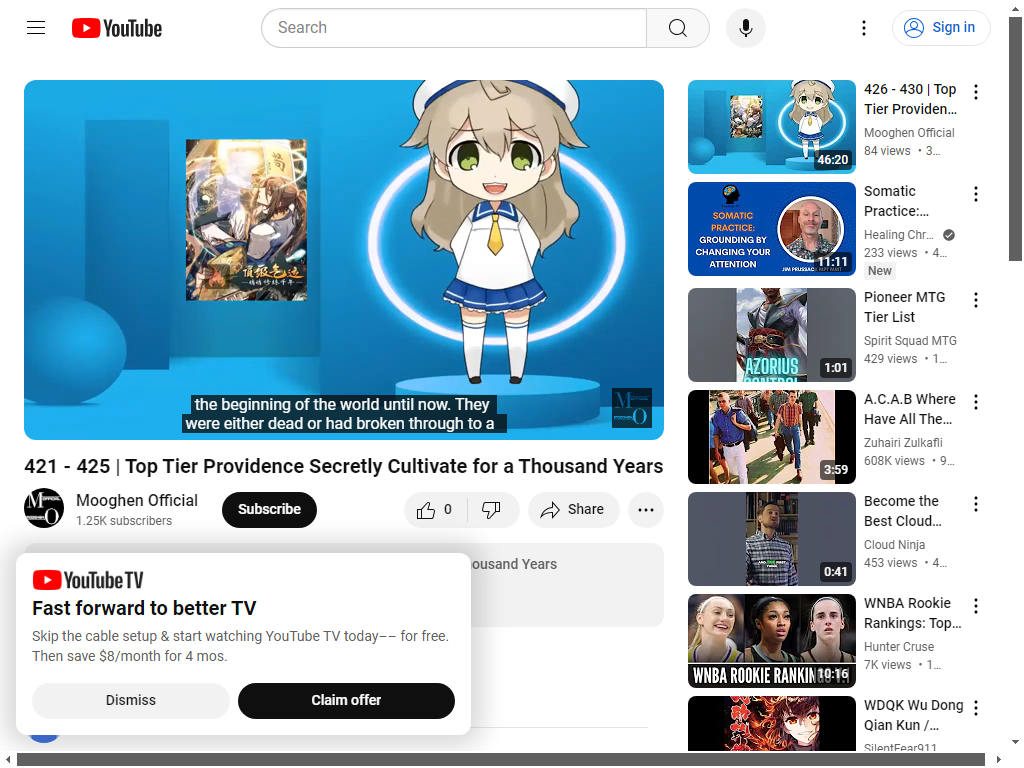 YouTube
Search
Sign in
the beginning of the world until now. They
were either dead or had broken through to a
421 - 425 | Top Tier Providence Secretly Cultivate for a Thousand Years
Mooghen Official
1.25K subscribers
Subscribe
0
Share
ousand Years
YouTube TV
Fast forward to better TV
Skip the cable setup & start watching YouTube TV today–– for free.
Then save $8/month for 4 mos.
Dismiss
Claim offer
46:20
426 - 430 | Top
Tier Providen…
Mooghen Official
84 views • 3…
SOMATIC
PRACTICE:
GROUNDING BY
CHANGING YOUR
ATTENTION
11:11
Somatic
Practice:…
Healing Chr…
233 views • 4…
New
AZORIUS
CONTROL
1:01
Pioneer MTG
Tier List
Spirit Squad MTG
429 views • 1…
3:59
A.C.A.B Where
Have All The…
Zuhairi Zulkafli
608K views • 9…
0:41
Become the
Best Cloud…
Cloud Ninja
453 views • 4…
WNBA ROOKIE
10:16
WNBA Rookie
Rankings: Top…
Hunter Cruse
7K views • 1…
WDQK Wu Dong
Qian Kun /…
SilentFear911